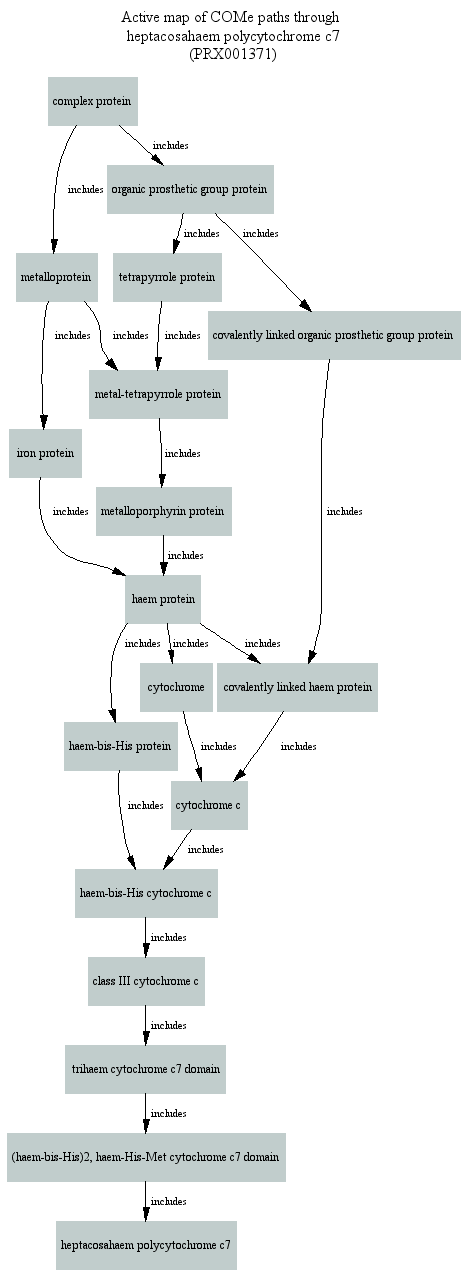 Active map of COMe paths through
heptacosahaem polycytochrome c7
(PRX001371)
complex protein
includes
includes
organic prosthetic group protein
includes
includes
metalloprotein
tetrapyrrole protein
covalently linked organic prosthetic group protein
includes
includes
includes
metal-tetrapyrrole protein
iron protein
includes
metalloporphyrin protein
includes
includes
includes
haem protein
includes
includes
includes
cytochrome
covalently linked haem protein
haem-bis-His protein
includes
includes
cytochrome c
includes
includes
haem-bis-His cytochrome c
includes
class III cytochrome c
includes
trihaem cytochrome c7 domain
includes
(haem-bis-His)2, haem-His-Met cytochrome c7 domain
includes
heptacosahaem polycytochrome c7